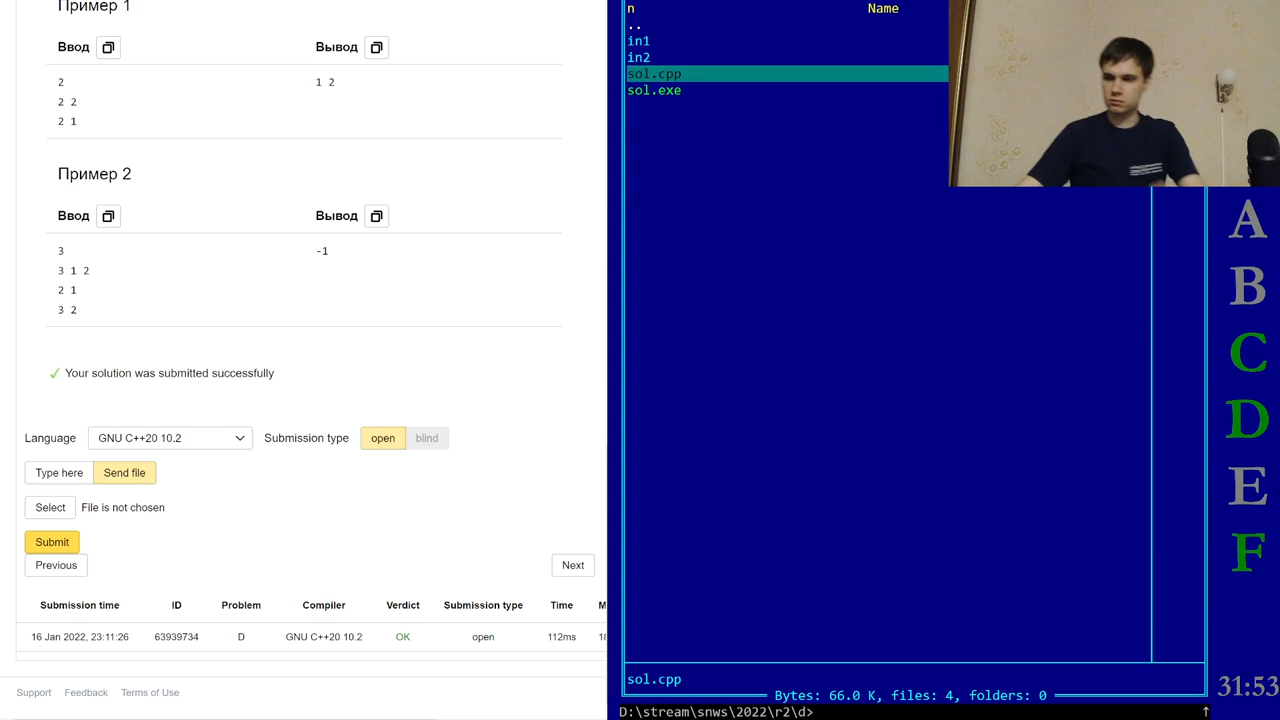 Пример 1
Ввод
Вывод
2
2 2
2 1
1 2
Пример 2
Ввод
Вывод
3
3 1 2
2 1
3 2
-1
Your solution was submitted successfully
Language
GNU C++20 10.2
Submission type
open
blind
Type here
Send file
Select
File is not chosen
Submit
Previous
Next
Submission time ID Problem Compiler Verdict Submission type Time
16 Jan 2022, 23:11:26 63939734 D GNU C++20 10.2 OK open 112ms
Support Feedback Terms of Use
n Name
..
in1
in2
sol.cpp
sol.exe
sol.cpp
Bytes: 66.0 K, files: 4, folders: 0
D:\stream\snws\2022\r2\d>
A
B
C
D
E
F
31:53